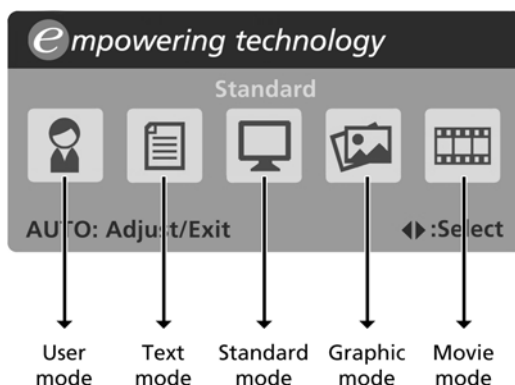 empowering technology
Standard
AUTO: Adjust/Exit
:Select
User mode
Text mode
Standard mode
Graphic mode
Movie mode